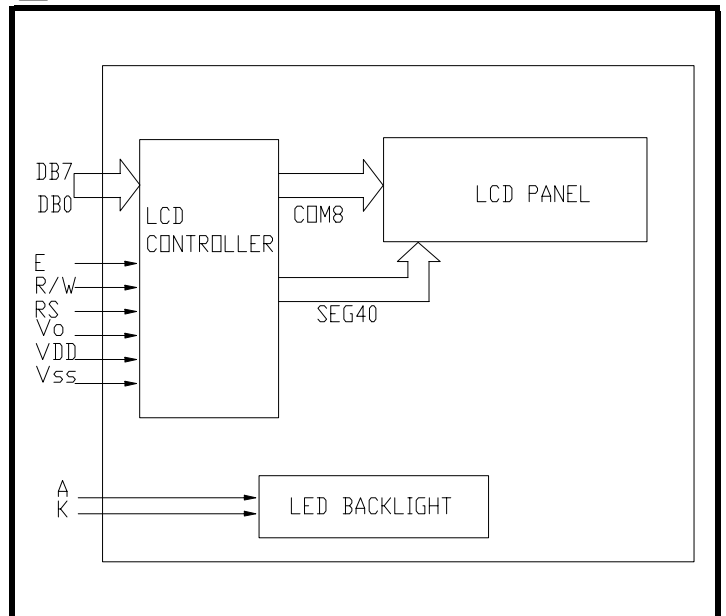 DB7
DB0
E
R/W
RS
Vo
VDD
Vss
LCD
CONTROLLER
COM8
SEG40
LCD PANEL
A
K
LED BACKLIGHT